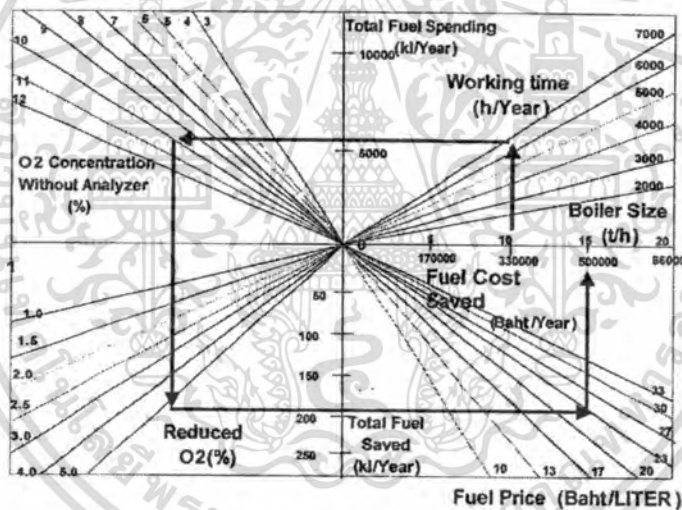 9 8 7 6 5 4 3
Total Fuel Spending
(kl/Year)
10000
7000
10
Working time
(h/Year)
6000
11
5000
12
4000
5000
O2 Concentration
Without Analyzer
(%)
3000
2000
Boiler Size
(t/h)
0 5 10 15 20
170000 330000 500000 86000
1
Fuel Cost
Saved
(Baht/Year)
50
1.0
100
1.5
150
2.0
2.5
33
30
200
27
3.0
Reduced
O2(%)
Total Fuel
Saved
(kl/Year)
23
250
4.0 5.0
10 13 17 20
Fuel Price (Baht/LITER)